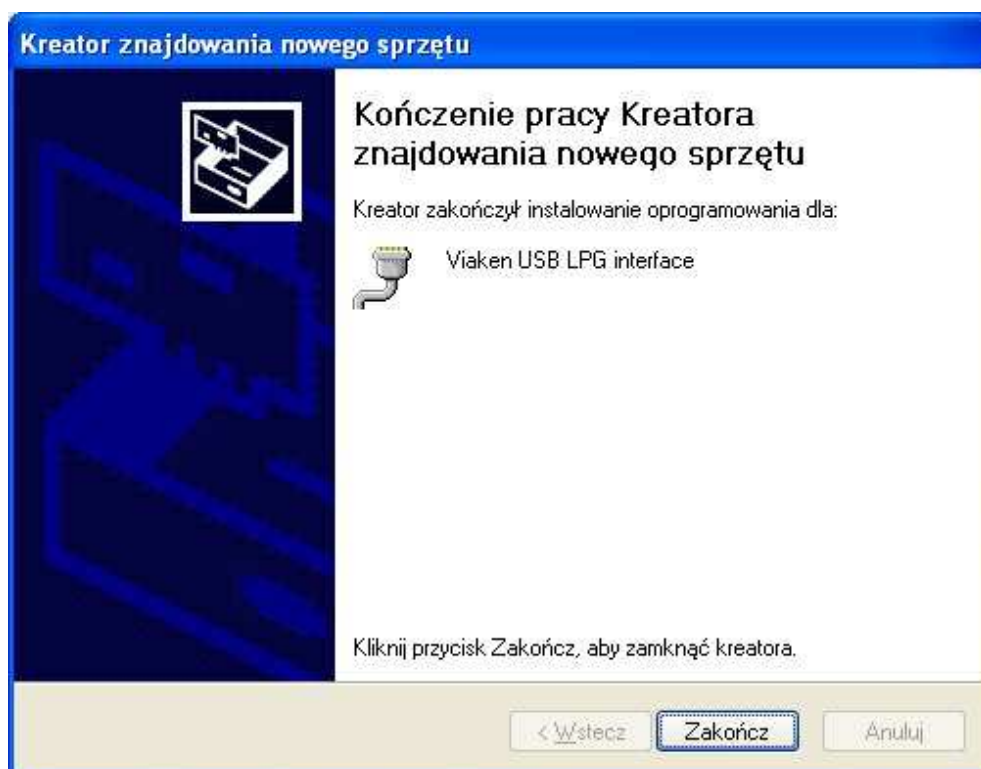 Kreator znajdowania nowego sprzętu
Kończenie pracy Kreatora
znajdowania nowego sprzętu
Kreator zakończył instalowanie oprogramowania dla:
Viaken USB LPG interface
Kliknij przycisk Zakończ, aby zamknąć kreatora.
< Wstecz Zakończ Anuluj